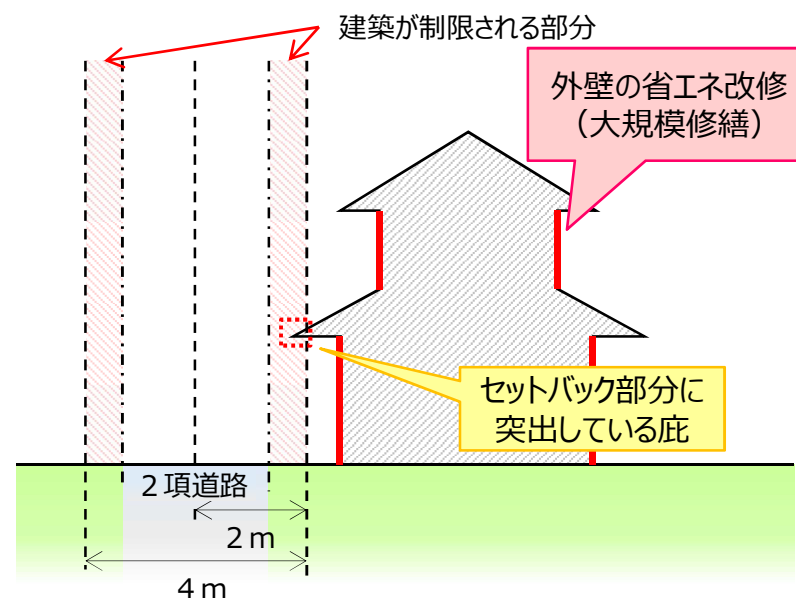 建築が制限される部分
外壁の省エネ改修
（大規模修繕）
セットバック部分に
突出している庇
２項道路
２ｍ
４ｍ